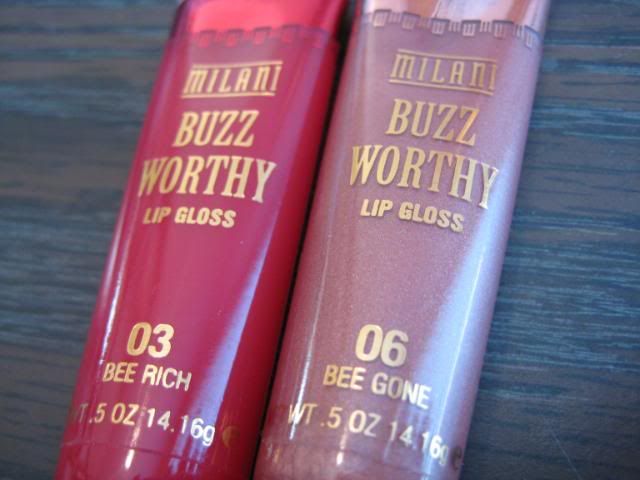 MILANI
BUZZ
WORTHY
LIP GLOSS
03
BEE RICH
WT .5 OZ 14.16g
MILANI
BUZZ
WORTHY
LIP GLOSS
06
BEE GONE
WT .5 OZ 14.16g e